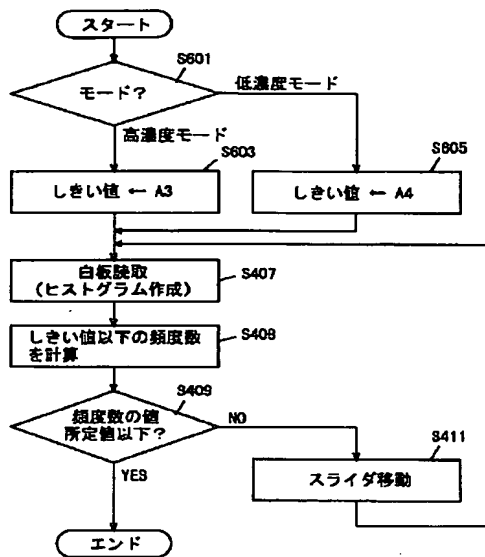 スタート
S601
モード?
低濃度モード
高濃度モード
S603
S605
しきい値 ← A3
しきい値 ← A4
白板読取
(ヒストグラム作成)
S407
しきい値以下の頻度数
を計算
S408
S409
頻度数の値
所定値以下?
NO
S411
YES
スライダ移動
エンド